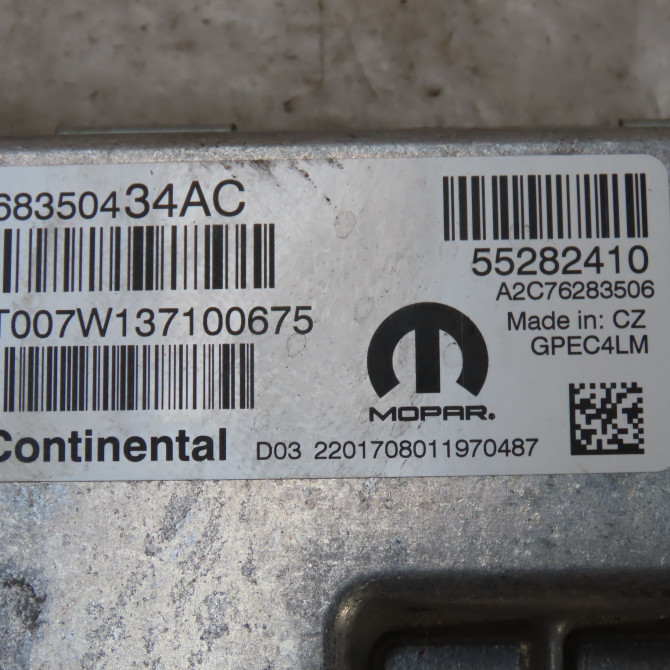 68350434AC
T007W137100675
Continental
D03 2201708011970487
55282410
A2C76283506
Made in: CZ
GPEC4LM
MOPAR.